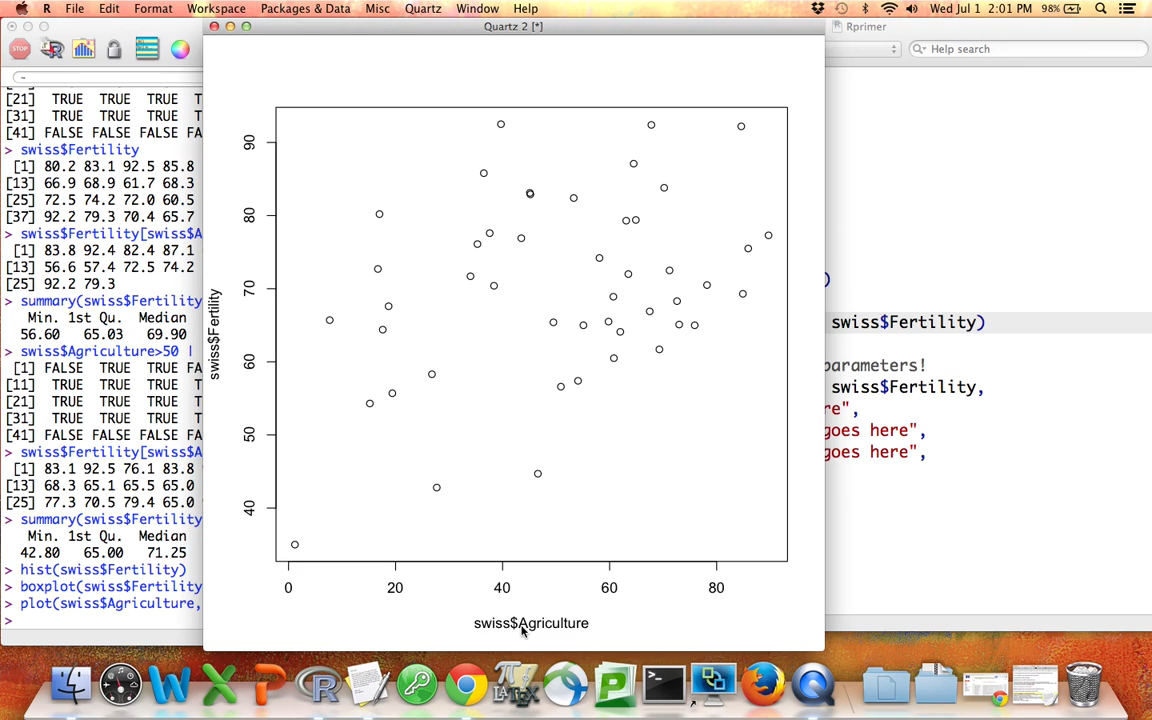 R File Edit Format Workspace Packages & Data Misc Quartz Window Help Wed Jul 1 2:01 PM 98%
Quartz 2 [*]
Rprimer
STOP
Help search
~
[21] TRUE TRUE TRUE T
[31] TRUE TRUE TRUE T
[41] FALSE FALSE FALSE FA
> swiss$Fertility
[1] 80.2 83.1 92.5 85.8
[13] 66.9 68.9 61.7 68.3
[25] 72.5 74.2 72.0 60.5
[37] 92.2 79.3 70.4 65.7
> swiss$Fertility[swiss$A
[1] 83.8 92.4 82.4 87.1
[13] 56.6 57.4 72.5 74.2
[25] 92.2 79.3
> summary(swiss$Fertility
Min. 1st Qu. Median
56.60 65.03 69.90
> swiss$Agriculture>50 |
[1] FALSE TRUE TRUE T
[11] TRUE TRUE TRUE T
[21] TRUE TRUE TRUE T
[31] TRUE TRUE TRUE T
[41] FALSE FALSE FALSE FA
> swiss$Fertility[swiss$A
[1] 83.1 92.5 76.1 83.8
[13] 68.3 65.1 65.5 65.0
[25] 77.3 70.5 79.4 65.0
> summary(swiss$Fertility
Min. 1st Qu. Median
42.80 65.00 71.25
> hist(swiss$Fertility)
> boxplot(swiss$Fertility
> plot(swiss$Agriculture,
>
swiss$Fertility
90
80
70
60
50
40
0 20 40 60 80
swiss$Agriculture
)
swiss$Fertility)
parameters!
swiss$Fertility,
re",
goes here",
goes here",
W X P R LATEX P >_